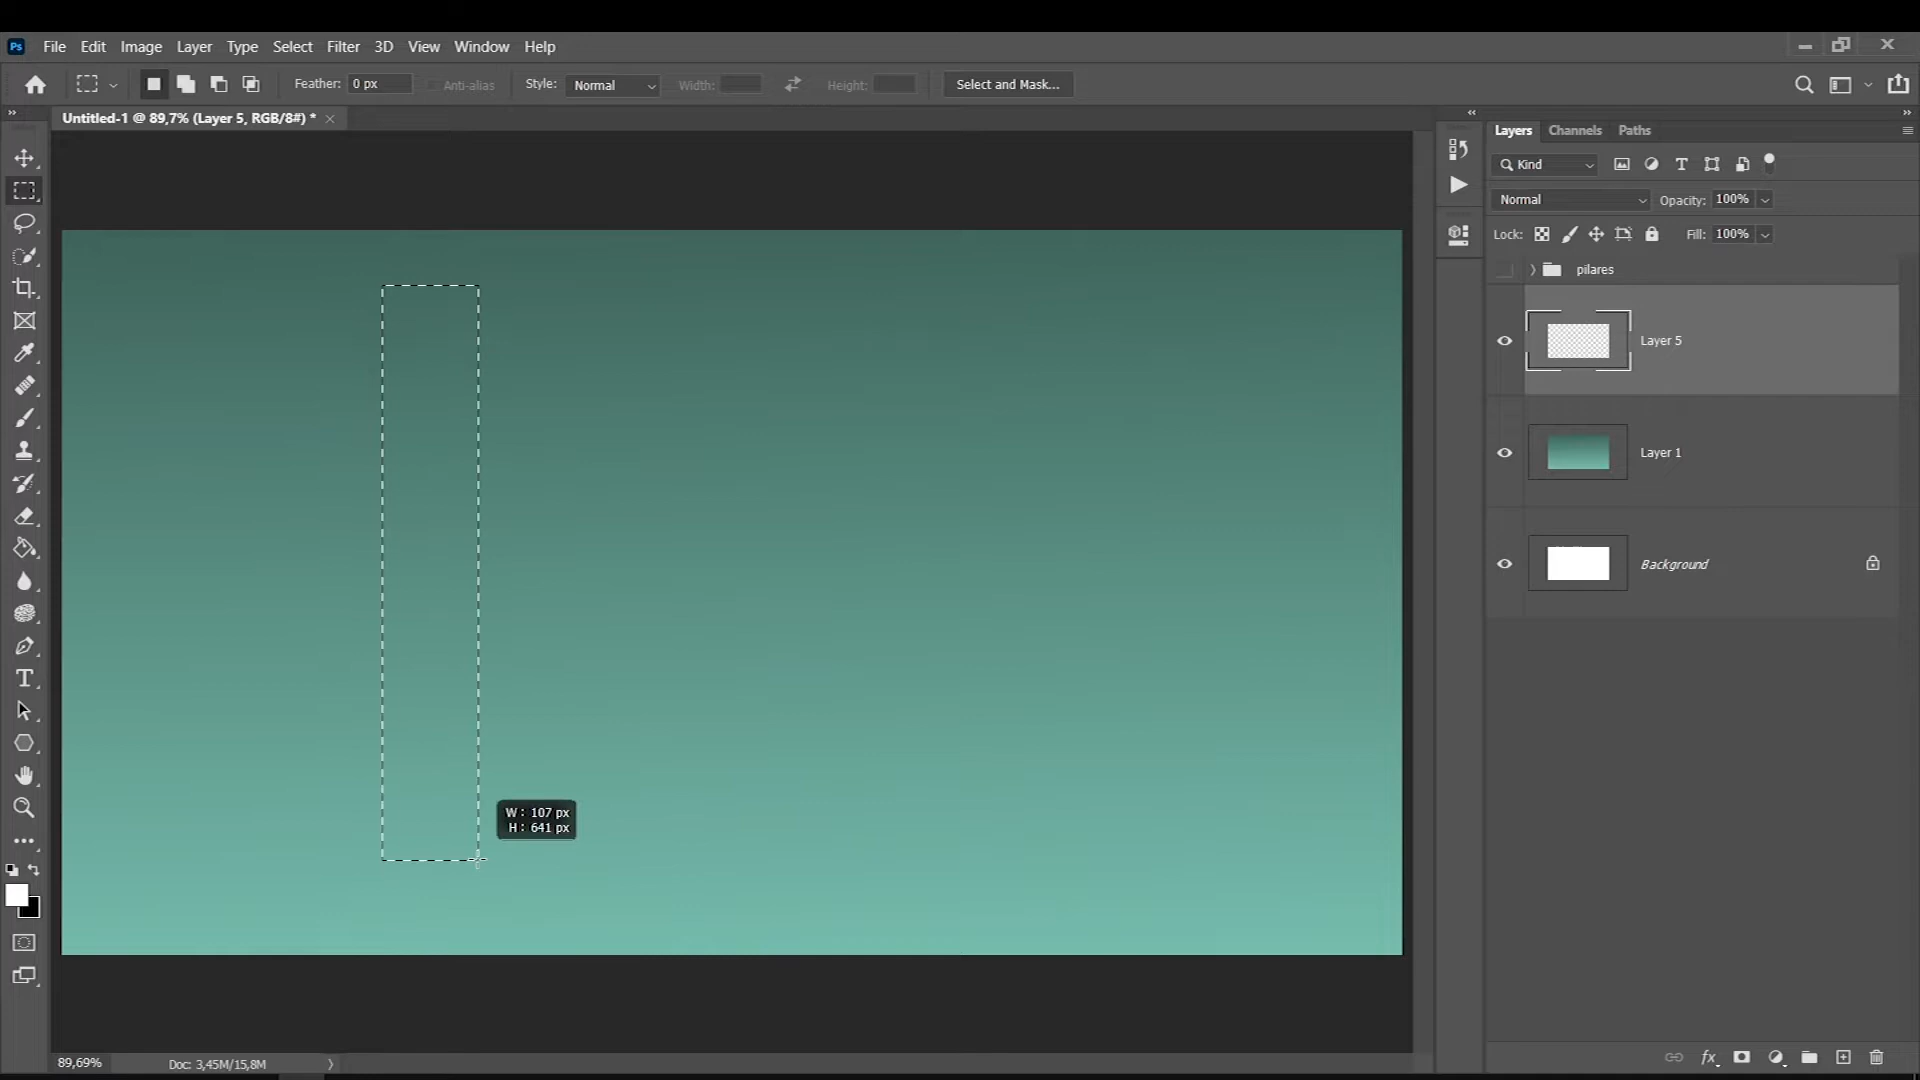 Ps File Edit Image Layer Type Select Filter 3D View Window Help
Feather: 0 px Anti-alias Style: Normal Width: Height: Select and Mask...
Untitled-1 @ 89,7% (Layer 5, RGB/8#) *
Layers Channels Paths
Kind
Normal Opacity: 100%
Lock: Fill: 100%
pilares
Layer 5
Layer 1
Background
W: 107 px
H: 641 px
89,69% Doc: 3,45M/15,8M